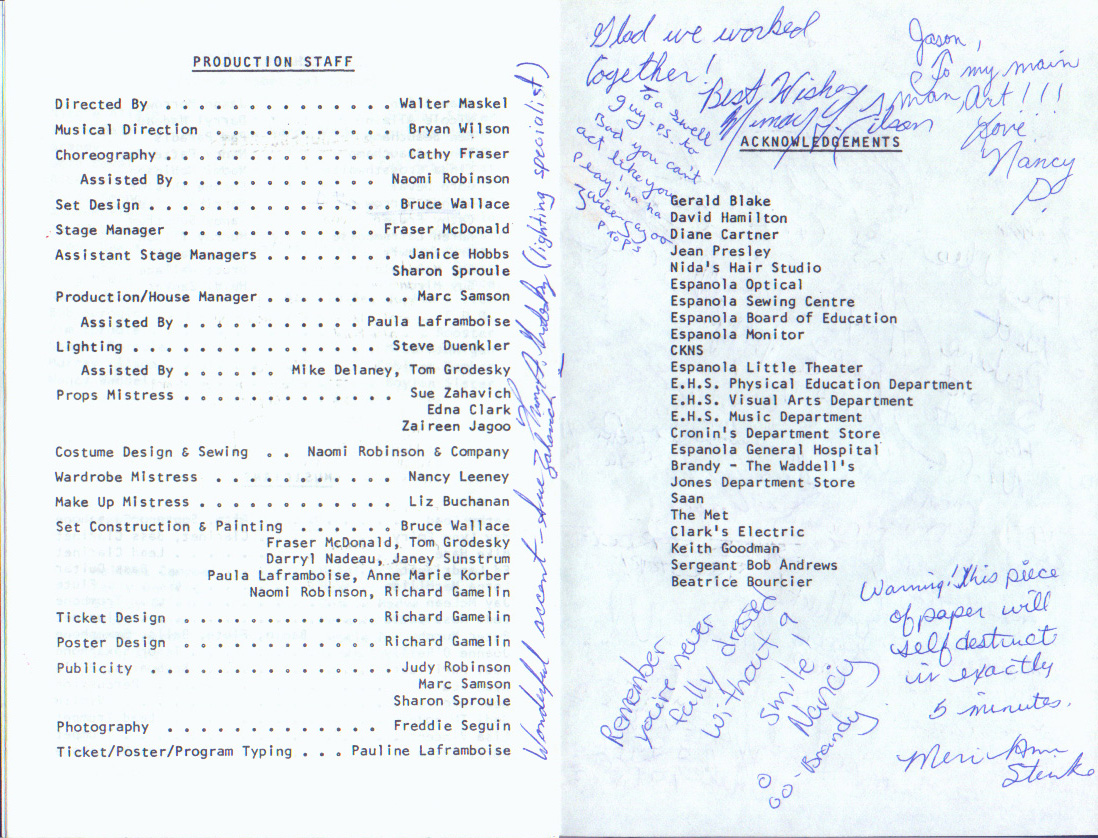 PRODUCTION STAFF
Directed By . . . . . . . . . . . . . . Walter Maskel
Musical Direction . . . . . . . . . . . Bryan Wilson
Choreography . . . . . . . . . . . . . Cathy Fraser
Assisted By . . . . . . . . . . . . Naomi Robinson
Set Design . . . . . . . . . . . . . . Bruce Wallace
Stage Manager . . . . . . . . . . . . Fraser McDonald
Assistant Stage Managers . . . . . . . . Janice Hobbs
Sharon Sproule
Production/House Manager . . . . . . . . . Marc Samson
Assisted By . . . . . . . . . . . Paula Laframboise
Lighting . . . . . . . . . . . . . . . Steve Duenkler
Assisted By . . . . . . Mike Delaney, Tom Grodesky
Props Mistress . . . . . . . . . . . . . Sue Zahavich
Edna Clark
Zaireen Jagoo
Costume Design & Sewing . . Naomi Robinson & Company
Wardrobe Mistress . . . . . . . . . . . Nancy Leeney
Make Up Mistress . . . . . . . . . . . . Liz Buchanan
Set Construction & Painting . . . . . . Bruce Wallace
Fraser McDonald, Tom Grodesky
Darryl Nadeau, Janey Sunstrum
Paula Laframboise, Anne Marie Korber
Naomi Robinson, Richard Gamelin
Ticket Design . . . . . . . . . . . . Richard Gamelin
Poster Design . . . . . . . . . . . . Richard Gamelin
Publicity . . . . . . . . . . . . . . Judy Robinson
Marc Samson
Sharon Sproule
Photography . . . . . . . . . . . . . Freddie Seguin
Ticket/Poster/Program Typing . . . Pauline Laframboise
Wonderful accent - Sue Zahavich
Grodesky (lighting specialist)
Glad we worked
together!
Best Wishes
Wilson
Jason,
To my main
man, Art!!!
Love
Nancy
P.
To a swell
guy - P.S. to
Bad you can't
act like you
play. ha ha
Zaireen Jagoo
Props
ACKNOWLEDGEMENTS
Gerald Blake
David Hamilton
Diane Cartner
Jean Presley
Nida's Hair Studio
Espanola Optical
Espanola Sewing Centre
Espanola Board of Education
Espanola Monitor
CKNS
Espanola Little Theater
E.H.S. Physical Education Department
E.H.S. Visual Arts Department
E.H.S. Music Department
Cronin's Department Store
Espanola General Hospital
Brandy - The Waddell's
Jones Department Store
Saan
The Met
Clark's Electric
Keith Goodman
Sergeant Bob Andrews
Beatrice Bourcier
Remember
you're never
fully dressed
without a
smile!
Nancy
oo - Brandy
Warning! This piece
of paper will
self destruct
in exactly
5 minutes.
Meri Ann
Steinke